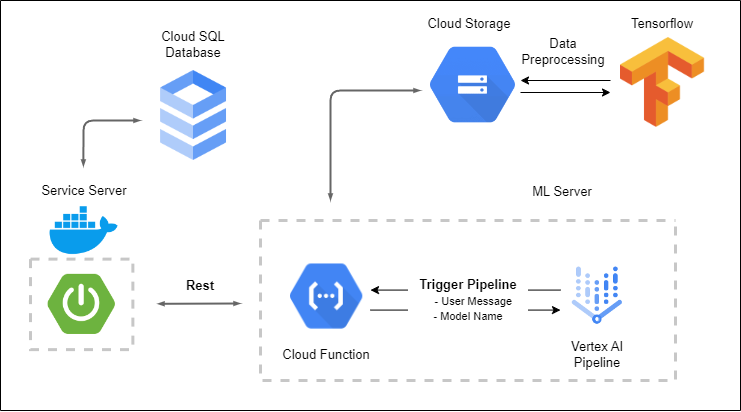 Cloud SQL
Database
Cloud Storage
Tensorflow
Data
Preprocessing
Service Server
ML Server
Rest
Trigger Pipeline
- User Message
- Model Name
Cloud Function
Vertex AI
Pipeline